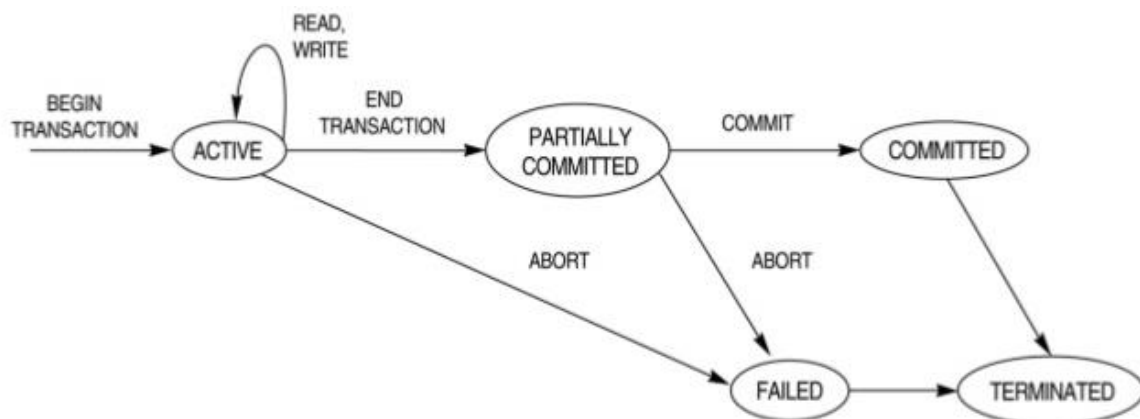 READ,
WRITE
BEGIN
TRANSACTION
END
TRANSACTION
ACTIVE
PARTIALLY
COMMITTED
COMMIT
COMMITTED
ABORT
ABORT
FAILED
TERMINATED